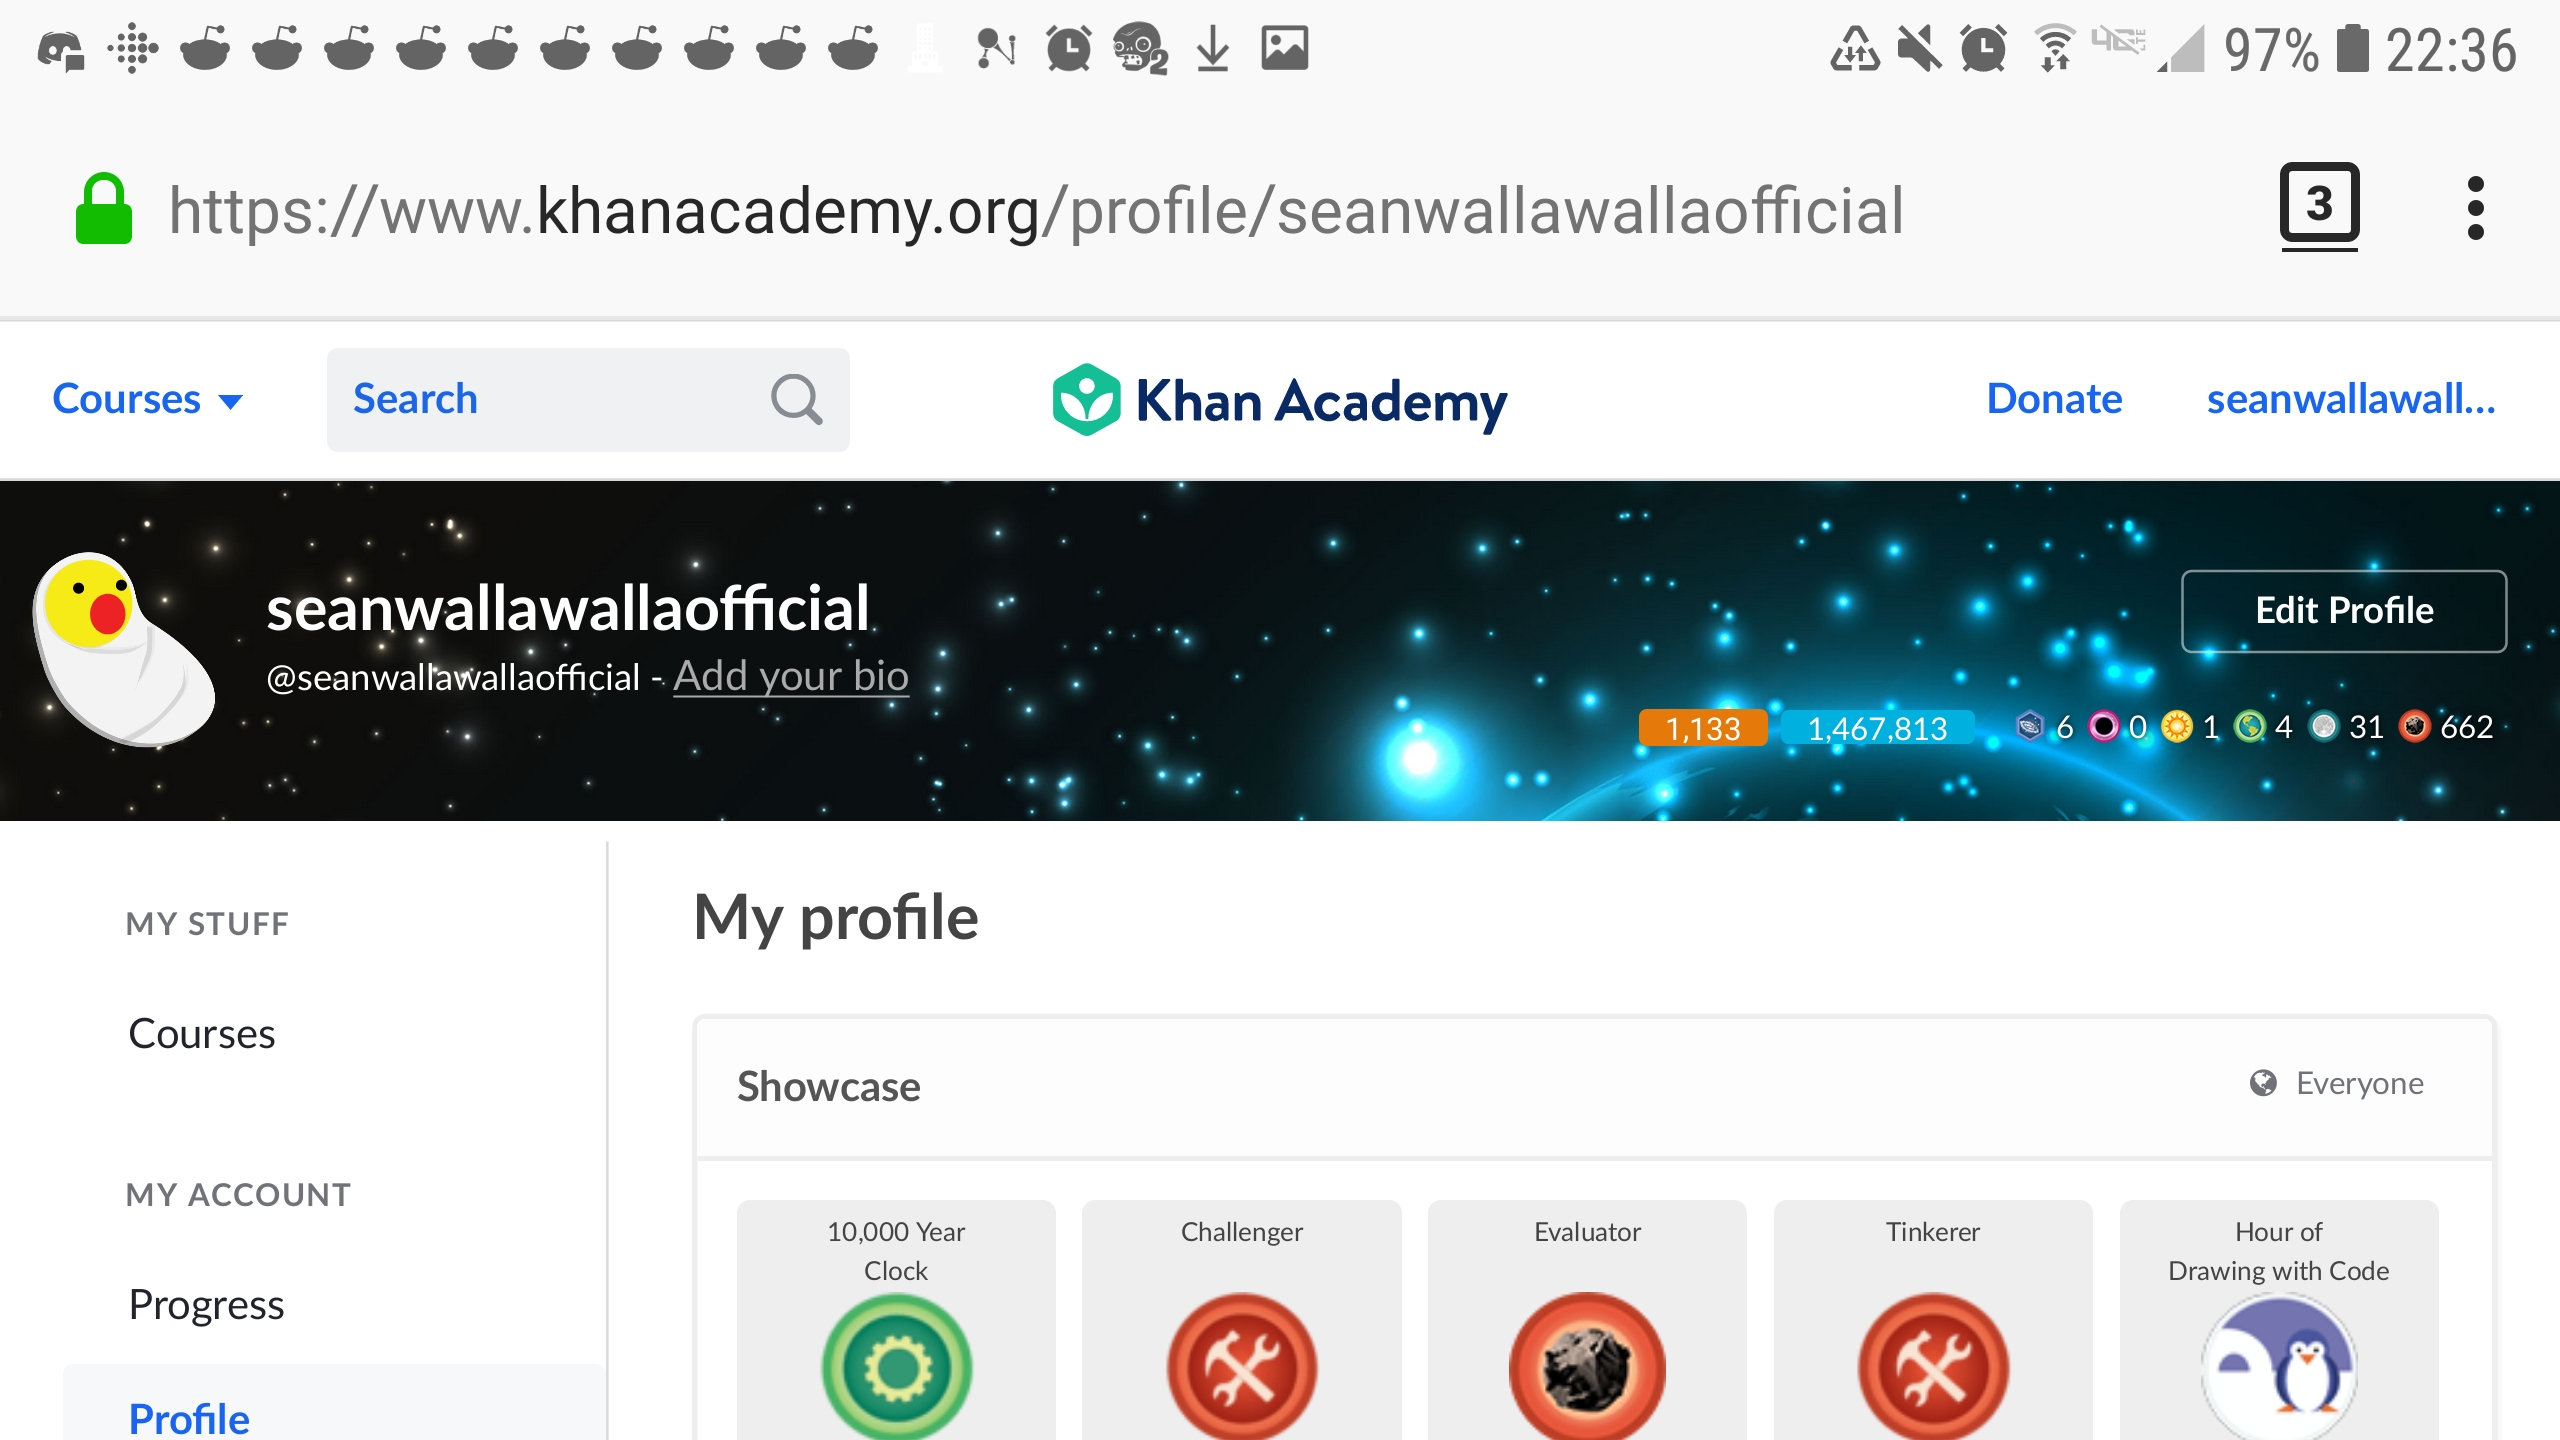 97% 22:36
https://www.khanacademy.org/profile/seanwallawallaofficial
3
Courses
Search
Khan Academy
Donate
seanwallawall...
seanwallawallaofficial
@seanwallawallaofficial - Add your bio
Edit Profile
1,133 1,467,813 6 0 1 4 31 662
MY STUFF
Courses
MY ACCOUNT
Progress
Profile
My profile
Showcase
Everyone
10,000 Year
Clock
Challenger
Evaluator
Tinkerer
Hour of
Drawing with Code